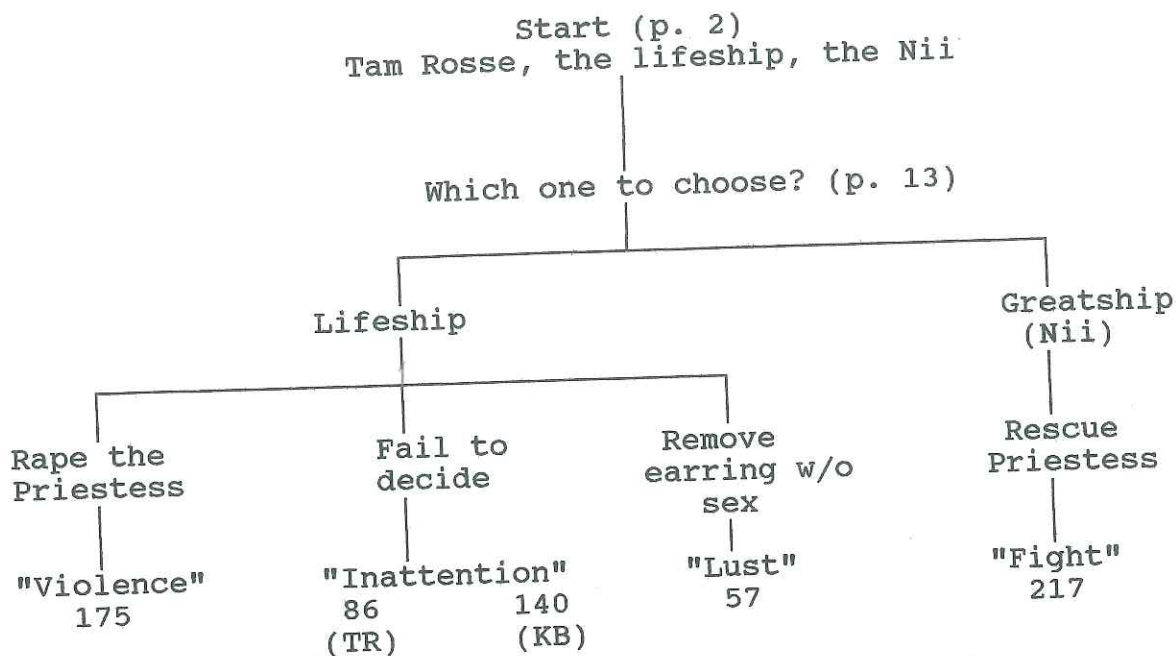 Start (p. 2)
Tam Rosse, the lifeship, the Nii
Which one to choose? (p. 13)
Lifeship
Greatship
(Nii)
Rape the
Priestess
Fail to
decide
Remove
earring w/o
sex
Rescue
Priestess
"Violence"
175
"Inattention"
86 140
(TR) (KB)
"Lust"
57
"Fight"
217